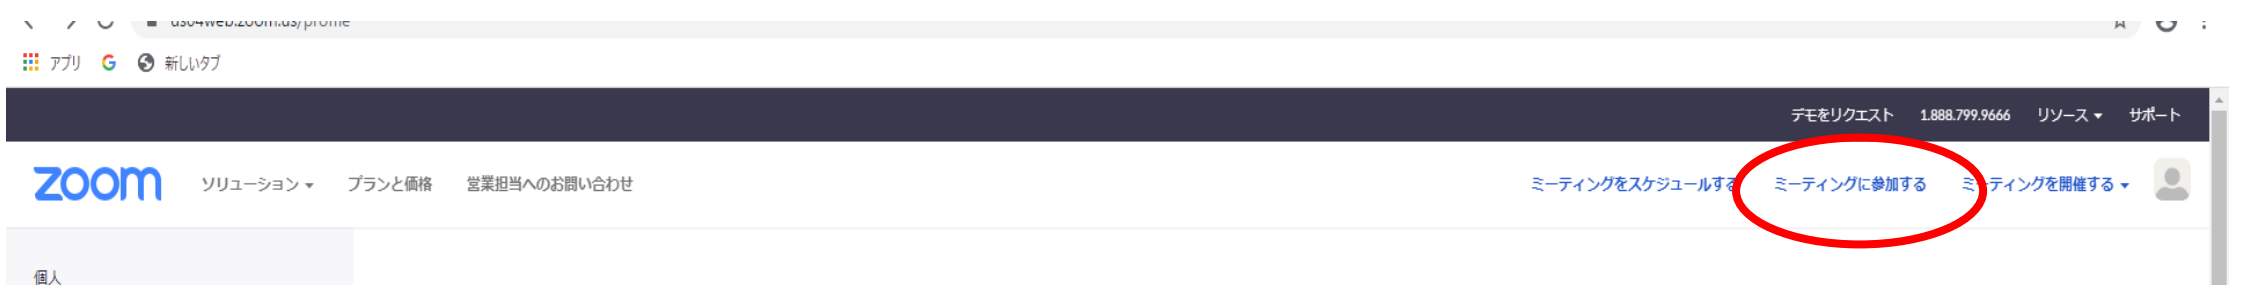 us04web.zoom.us/profile
アプリ G 新しいタブ
デモをリクエスト 1.888.799.9666 リソース サポート
zoom ソリューション プランと価格 営業担当へのお問い合わせ ミーティングをスケジュールする ミーティングに参加する ミーティングを開催する
個人